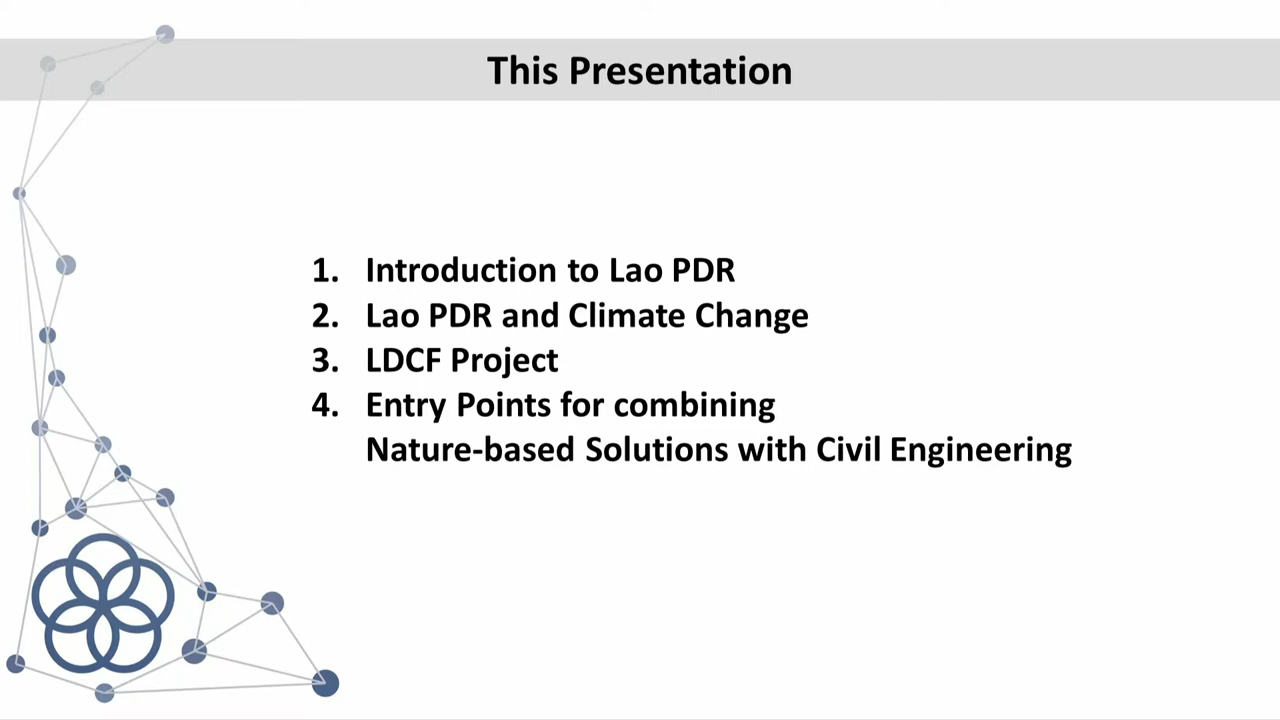 This Presentation
1. Introduction to Lao PDR
2. Lao PDR and Climate Change
3. LDCF Project
4. Entry Points for combining
Nature-based Solutions with Civil Engineering